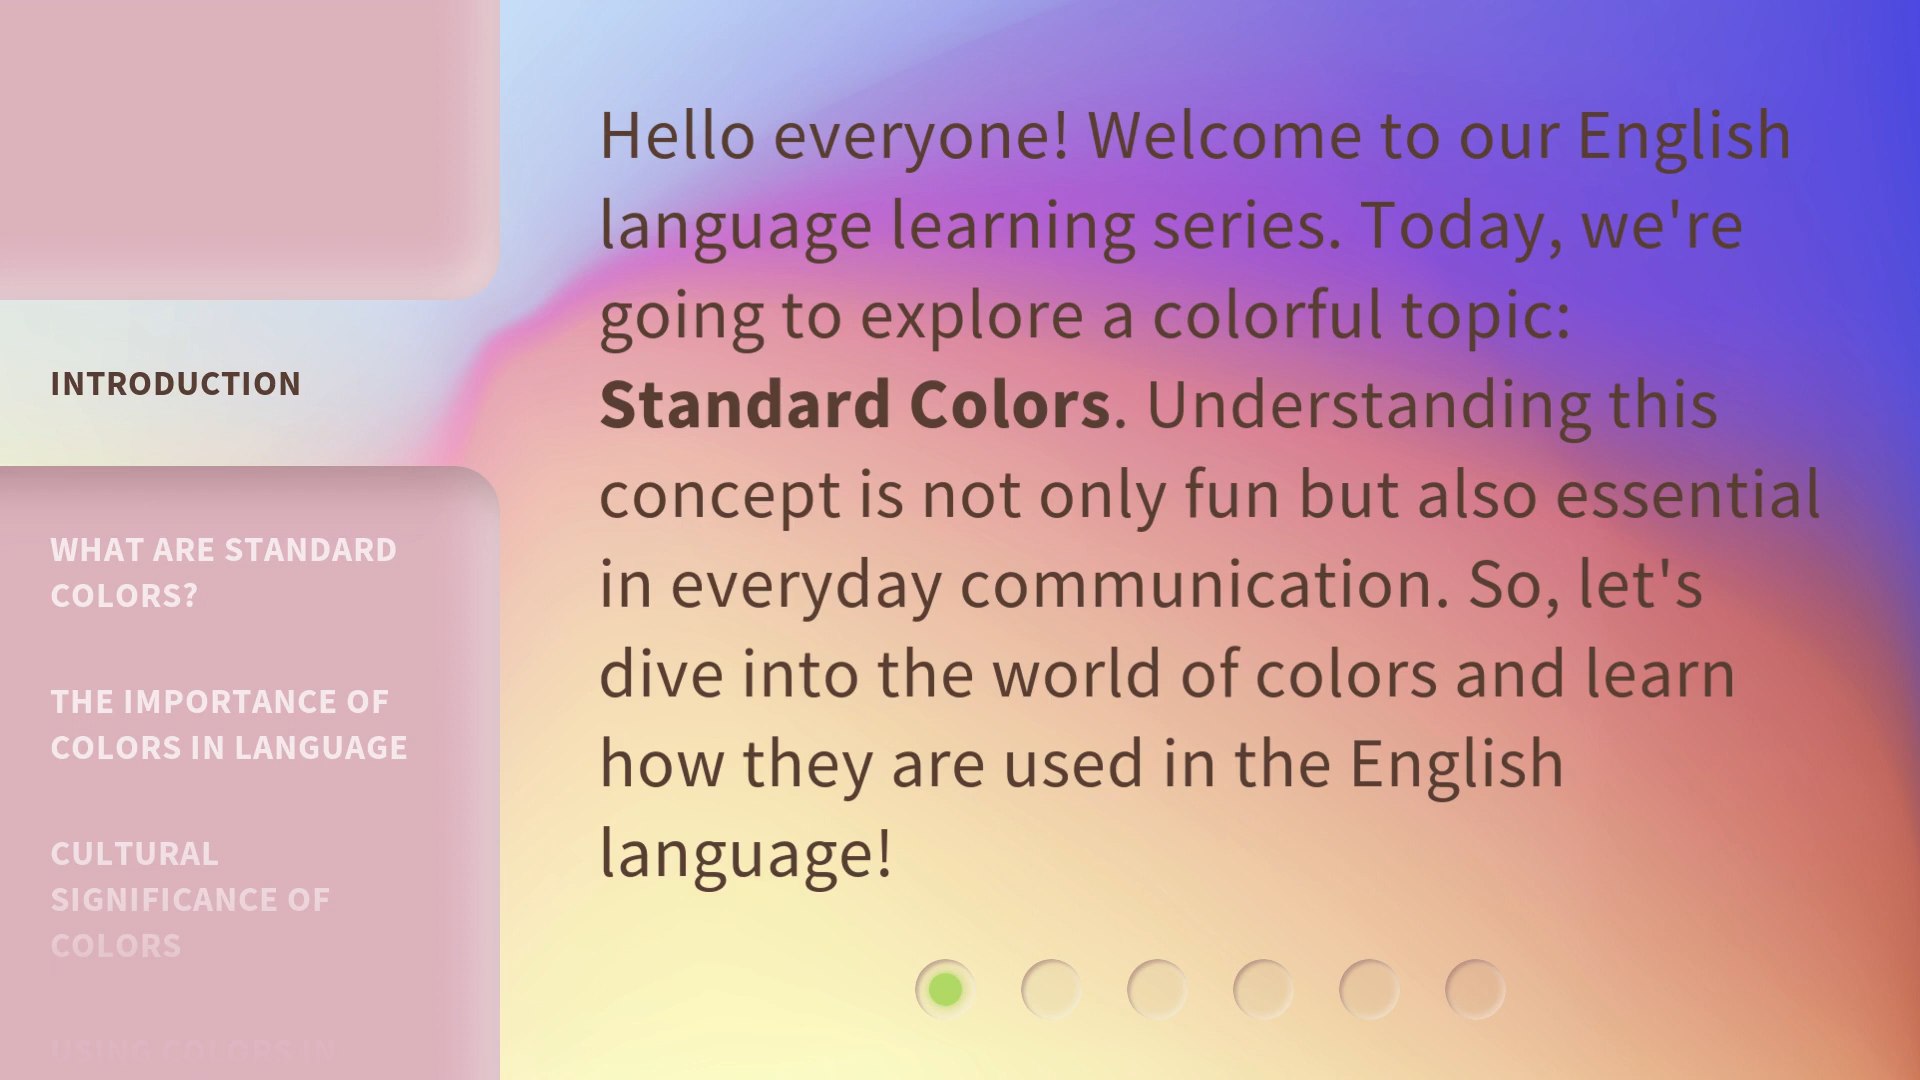 INTRODUCTION
WHAT ARE STANDARD
COLORS?
THE IMPORTANCE OF
COLORS IN LANGUAGE
CULTURAL
SIGNIFICANCE OF
COLORS
USING COLORS IN
Hello everyone! Welcome to our English
language learning series. Today, we're
going to explore a colorful topic:
Standard Colors. Understanding this
concept is not only fun but also essential
in everyday communication. So, let's
dive into the world of colors and learn
how they are used in the English
language!